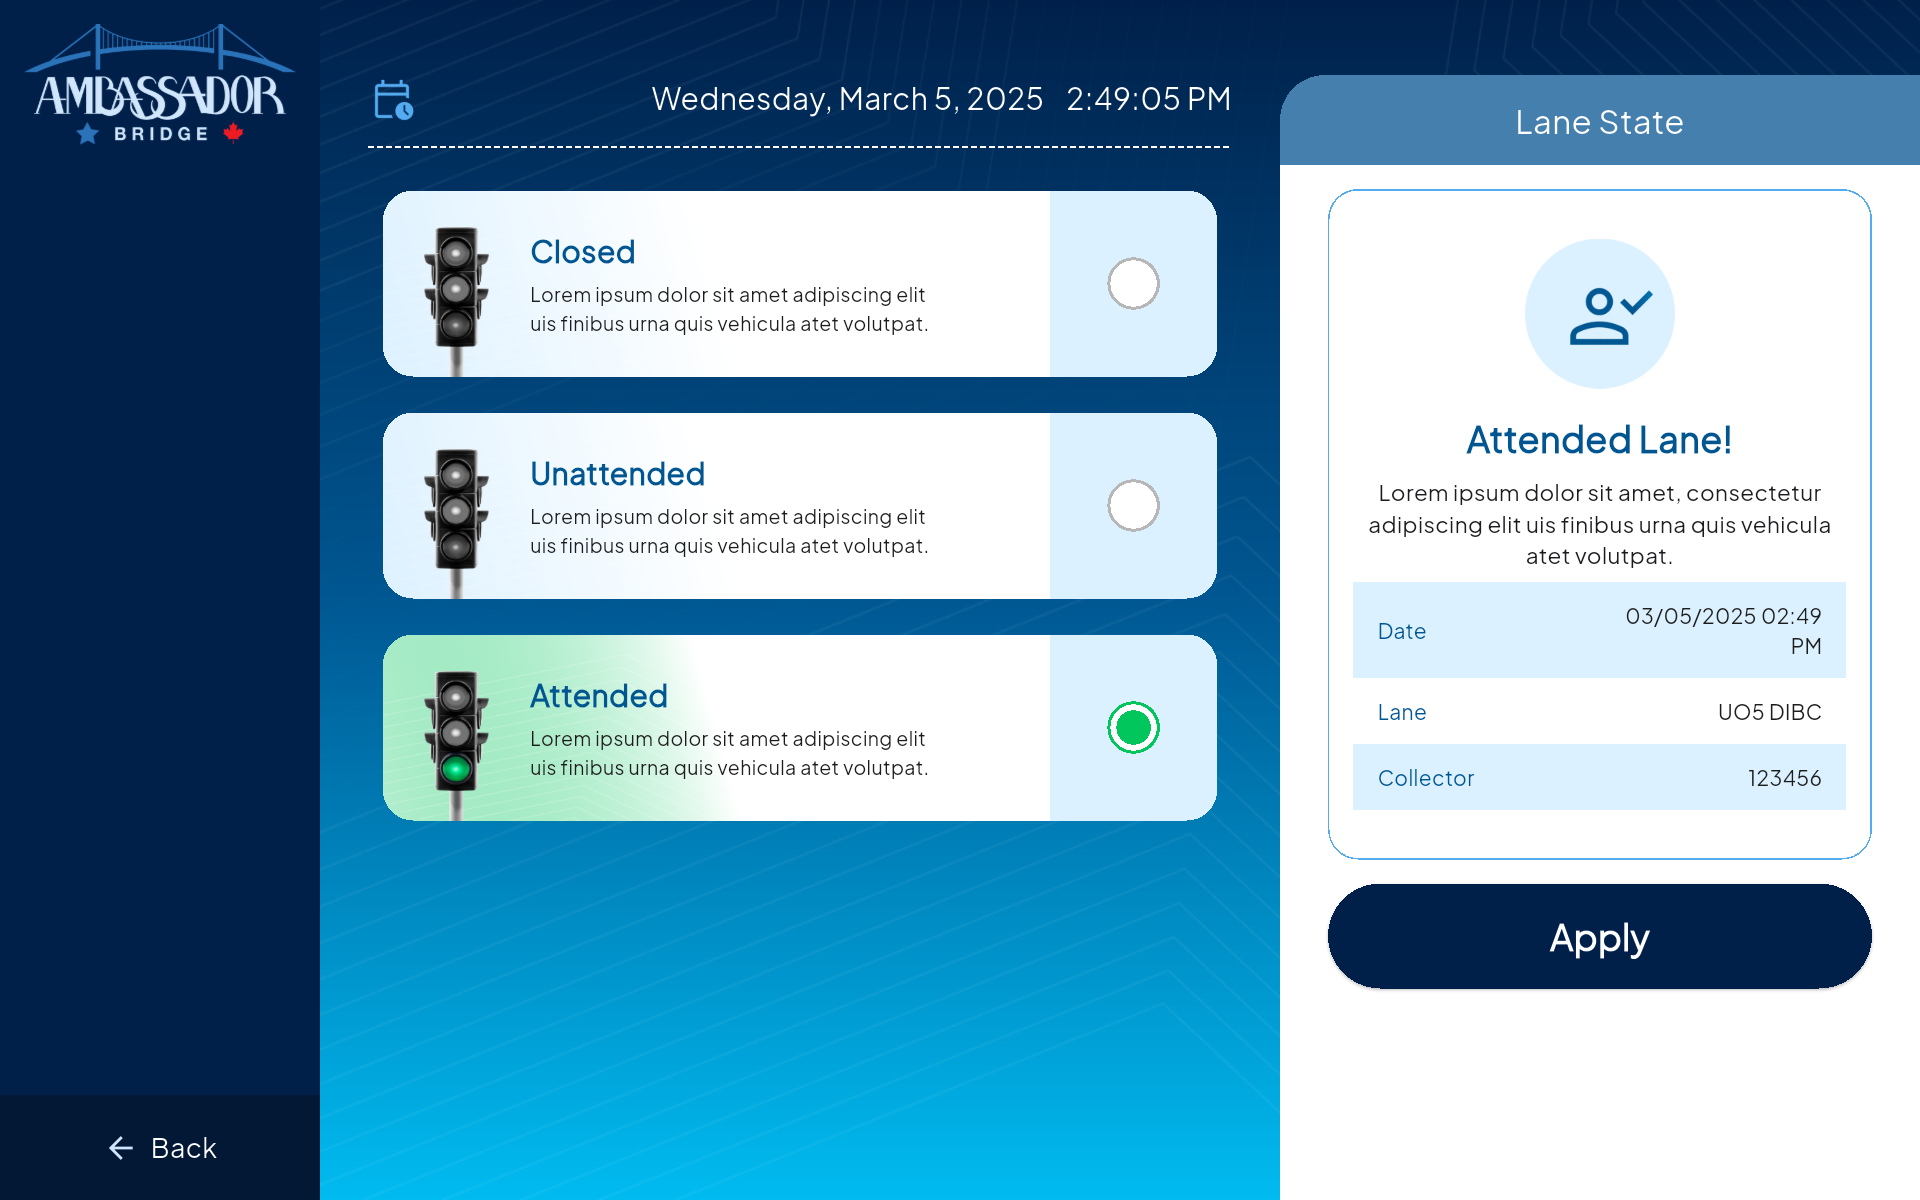 AMBASSADOR
BRIDGE
Wednesday, March 5, 2025 2:49:05 PM
Closed
Lorem ipsum dolor sit amet adipiscing elit
uis finibus urna quis vehicula atet volutpat.
Unattended
Lorem ipsum dolor sit amet adipiscing elit
uis finibus urna quis vehicula atet volutpat.
Attended
Lorem ipsum dolor sit amet adipiscing elit
uis finibus urna quis vehicula atet volutpat.
Back
Lane State
Attended Lane!
Lorem ipsum dolor sit amet, consectetur
adipiscing elit uis finibus urna quis vehicula
atet volutpat.
Date 03/05/2025 02:49
PM
Lane UO5 DIBC
Collector 123456
Apply